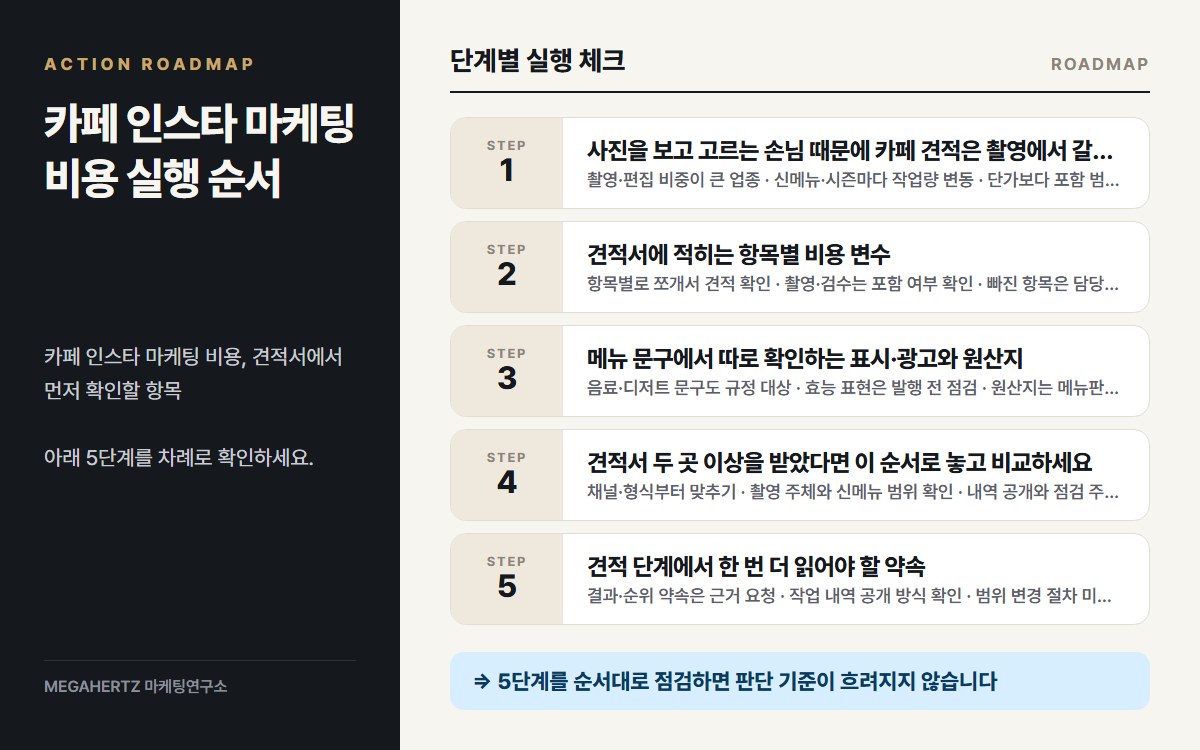 ACTION ROADMAP
카페 인스타 마케팅
비용 실행 순서
카페 인스타 마케팅 비용, 견적서에서
먼저 확인할 항목
아래 5단계를 차례로 확인하세요.
MEGAHERTZ 마케팅연구소
단계별 실행 체크
ROADMAP
STEP
1
사진을 보고 고르는 손님 때문에 카페 견적은 촬영에서 갈…
촬영·편집 비중이 큰 업종 · 신메뉴·시즌마다 작업량 변동 · 단가보다 포함 범…
STEP
2
견적서에 적히는 항목별 비용 변수
항목별로 쪼개서 견적 확인 · 촬영·검수는 포함 여부 확인 · 빠진 항목은 담당…
STEP
3
메뉴 문구에서 따로 확인하는 표시·광고와 원산지
음료·디저트 문구도 규정 대상 · 효능 표현은 발행 전 점검 · 원산지는 메뉴판…
STEP
4
견적서 두 곳 이상을 받았다면 이 순서로 놓고 비교하세요
채널·형식부터 맞추기 · 촬영 주체와 신메뉴 범위 확인 · 내역 공개와 점검 주…
STEP
5
견적 단계에서 한 번 더 읽어야 할 약속
결과·순위 약속은 근거 요청 · 작업 내역 공개 방식 확인 · 범위 변경 절차 미…
⇒ 5단계를 순서대로 점검하면 판단 기준이 흐려지지 않습니다